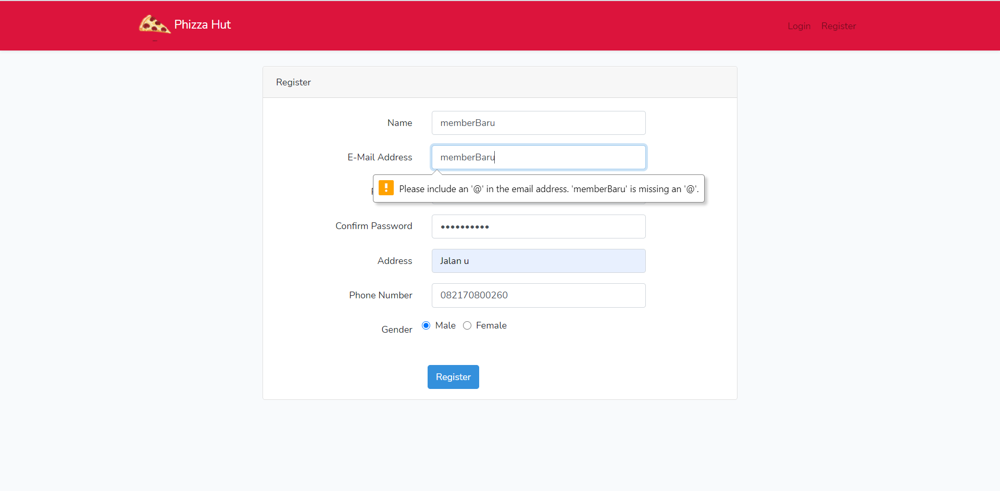 Phizza Hut
Login Register
Register
Name memberBaru
E-Mail Address memberBaru
Please include an '@' in the email address. 'memberBaru' is missing an '@'.
Confirm Password ••••••••••
Address Jalan u
Phone Number 082170800260
Gender Male Female
Register